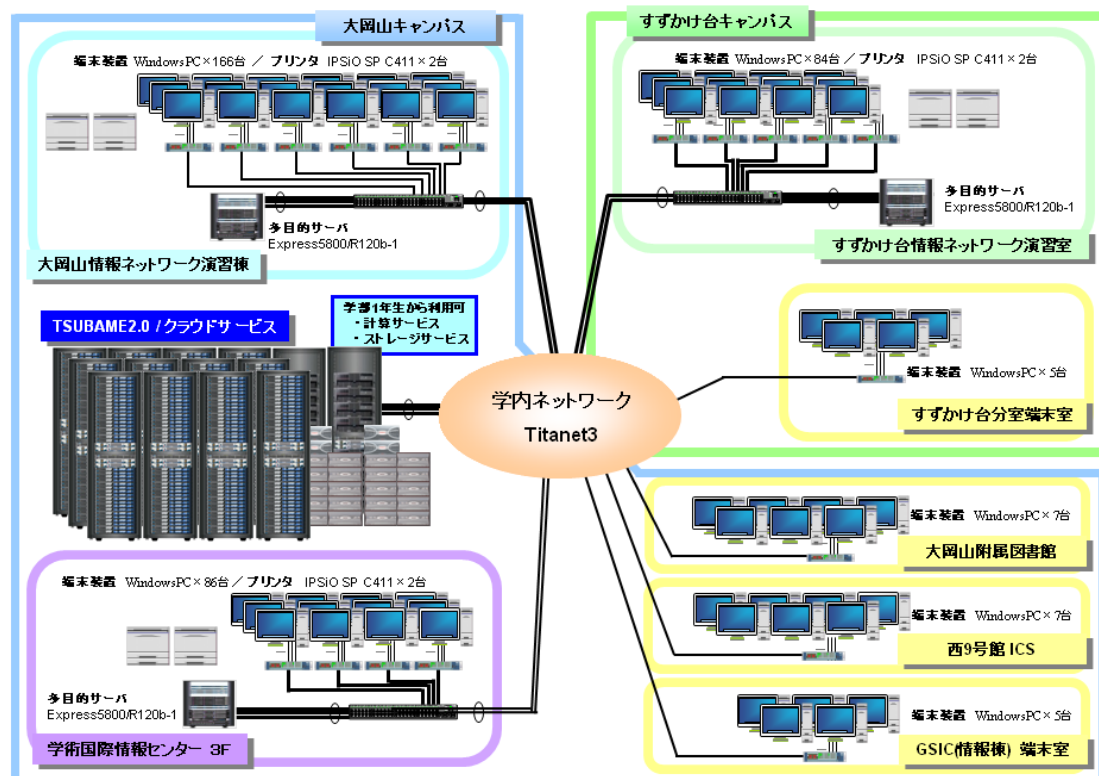 大岡山キャンパス
端末装置 WindowsPC×166台 / プリンタ IPSiO SP C411×2台
多目的サーバ
Express5800/R120b-1
大岡山情報ネットワーク演習棟
すずかけ台キャンパス
端末装置 WindowsPC×84台 / プリンタ IPSiO SP C411×2台
多目的サーバ
Express5800/R120b-1
すずかけ台情報ネットワーク演習室
TSUBAME2.0 /クラウドサービス
学部1年生から利用可
・計算サービス
・ストレージサービス
学内ネットワーク
Titanet3
端末装置 WindowsPC×5台
すずかけ台分室端末室
端末装置 WindowsPC×7台
大岡山附属図書館
端末装置 WindowsPC×7台
西9号館 ICS
端末装置 WindowsPC×5台
GSIC(情報棟) 端末室
端末装置 WindowsPC×86台 / プリンタ IPSiO SP C411×2台
多目的サーバ
Express5800/R120b-1
学術国際情報センター 3F